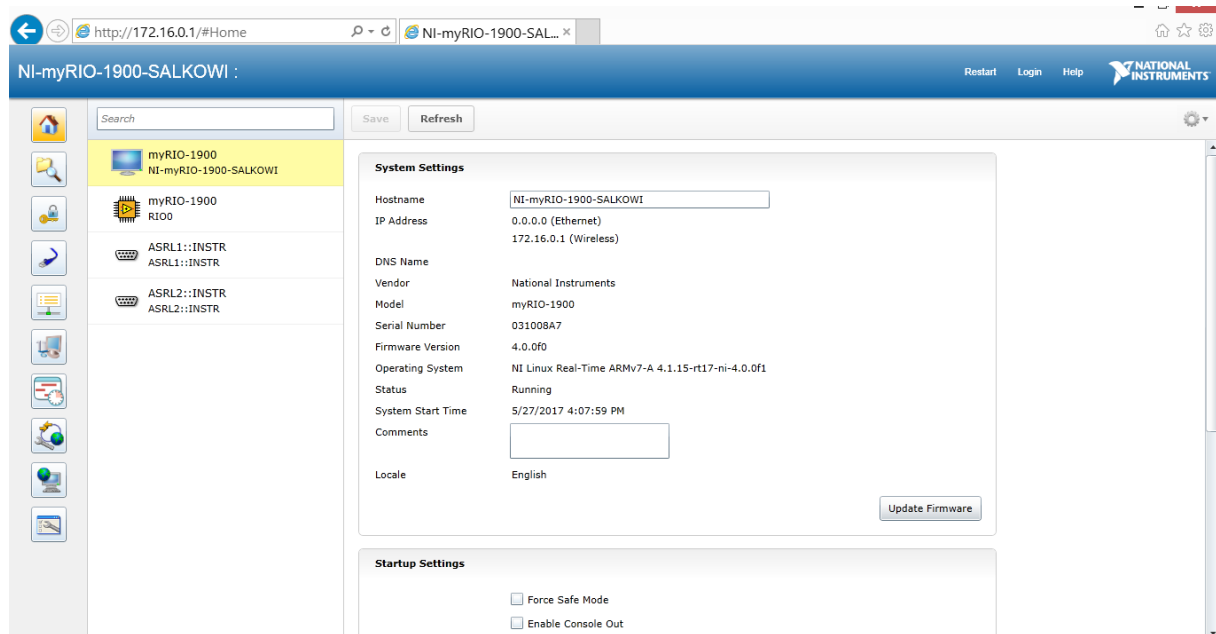 http://172.16.0.1/#Home
NI-myRIO-1900-SAL...
NI-myRIO-1900-SALKOWI :
Restart
Login
Help
NATIONAL
INSTRUMENTS
Search
Save
Refresh
myRIO-1900
NI-myRIO-1900-SALKOWI
myRIO-1900
RIO0
ASRL1::INSTR
ASRL1::INSTR
ASRL2::INSTR
ASRL2::INSTR
System Settings
Hostname NI-myRIO-1900-SALKOWI
IP Address 0.0.0.0 (Ethernet)
172.16.0.1 (Wireless)
DNS Name
Vendor National Instruments
Model myRIO-1900
Serial Number 031008A7
Firmware Version 4.0.0f0
Operating System NI Linux Real-Time ARMv7-A 4.1.15-rt17-ni-4.0.0f1
Status Running
System Start Time 5/27/2017 4:07:59 PM
Comments
Locale English
Update Firmware
Startup Settings
Force Safe Mode
Enable Console Out